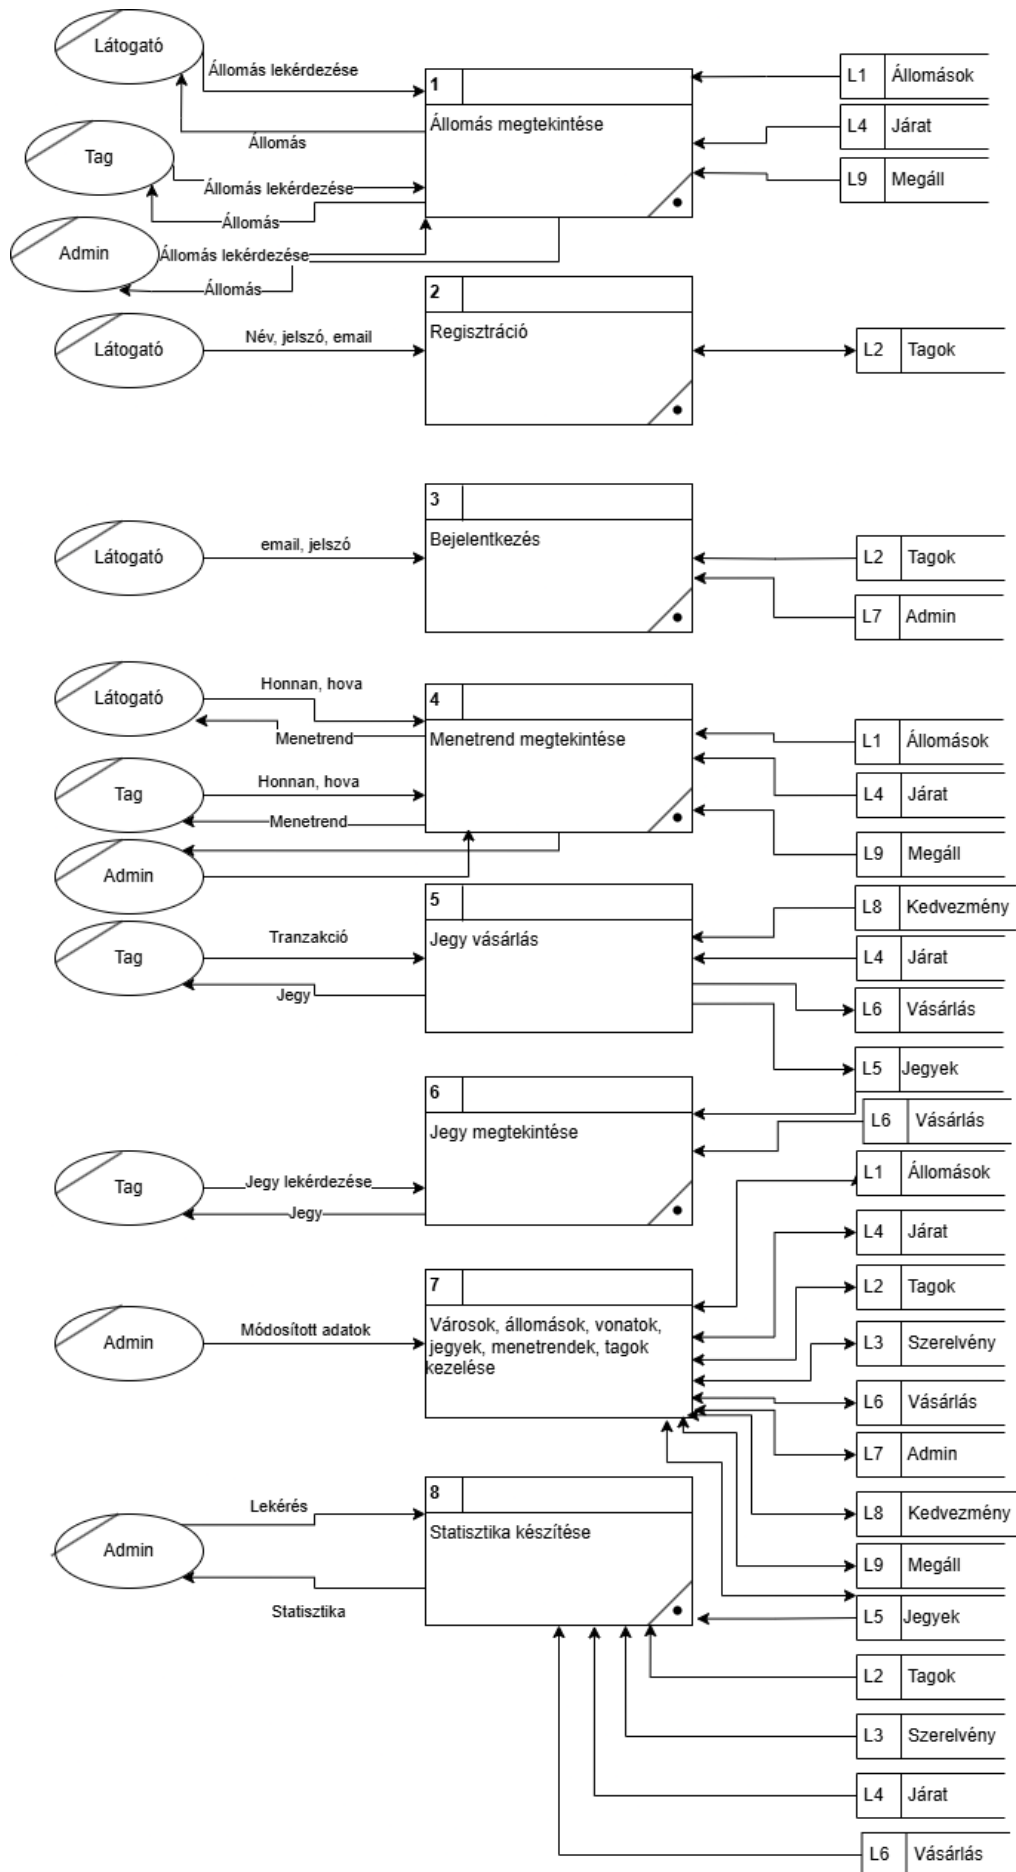 Látogató
Állomás lekérdezése
Állomás
Tag
Állomás lekérdezése
Állomás
Admin
Állomás lekérdezése
Állomás
1
Állomás megtekintése
L1 Állomások
L4 Járat
L9 Megáll
Látogató
Név, jelszó, email
2
Regisztráció
L2 Tagok
Látogató
email, jelszó
3
Bejelentkezés
L2 Tagok
L7 Admin
Látogató
Honnan, hova
Menetrend
Tag
Honnan, hova
Menetrend
Admin
4
Menetrend megtekintése
L1 Állomások
L4 Járat
L9 Megáll
Tag
Tranzakció
Jegy
5
Jegy vásárlás
L8 Kedvezmény
L4 Járat
L6 Vásárlás
L5 Jegyek
Tag
Jegy lekérdezése
Jegy
6
Jegy megtekintése
L6 Vásárlás
Admin
Módosított adatok
7
Városok, állomások, vonatok,
jegyek, menetrendek, tagok
kezelése
L1 Állomások
L4 Járat
L2 Tagok
L3 Szerelvény
L6 Vásárlás
L7 Admin
L8 Kedvezmény
L9 Megáll
L5 Jegyek
Admin
Lekérés
Statisztika
8
Statisztika készítése
L2 Tagok
L3 Szerelvény
L4 Járat
L6 Vásárlás